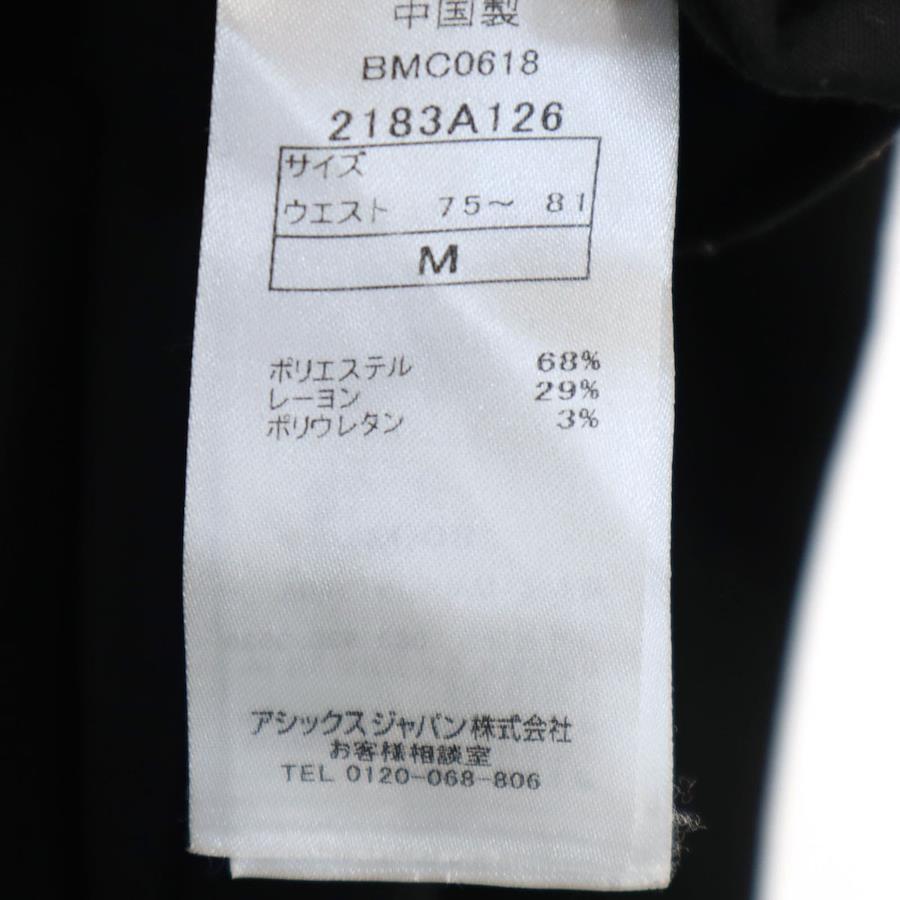 中国製
BMC0618
2183A126
サイズ
ウエスト 75～ 81
M
ポリエステル 68%
レーヨン 29%
ポリウレタン 3%
アシックスジャパン株式会社
お客様相談室
TEL 0120-068-806